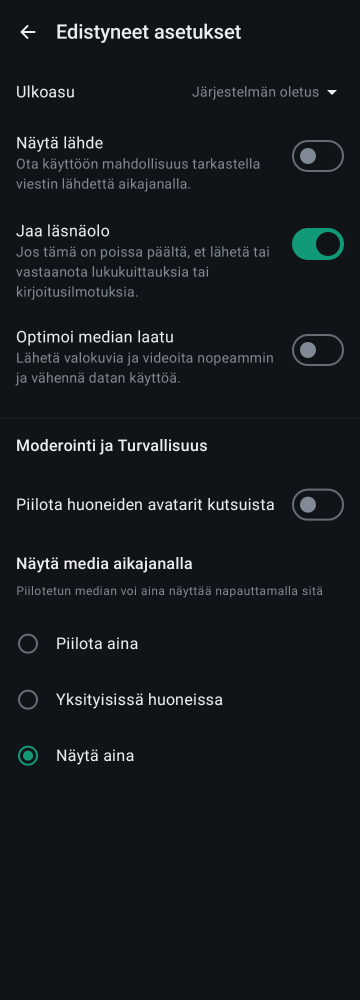 Edistyneet asetukset
Ulkoasu
Järjestelmän oletus
Näytä lähde
Ota käyttöön mahdollisuus tarkastella
viestin lähdettä aikajanalla.
Jaa läsnäolo
Jos tämä on poissa päältä, et lähetä tai
vastaanota lukukuittauksia tai
kirjoitusilmotuksia.
Optimoi median laatu
Lähetä valokuvia ja videoita nopeammin
ja vähennä datan käyttöä.
Moderointi ja Turvallisuus
Piilota huoneiden avatarit kutsuista
Näytä media aikajanalla
Piilotetun median voi aina näyttää napauttamalla sitä
Piilota aina
Yksityisissä huoneissa
Näytä aina